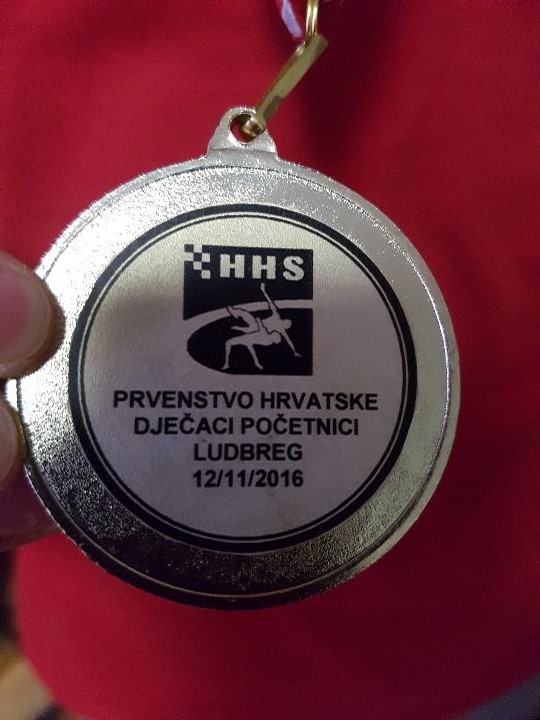 HHS
PRVENSTVO HRVATSKE
DJEČACI POČETNICI
LUDBREG
12/11/2016